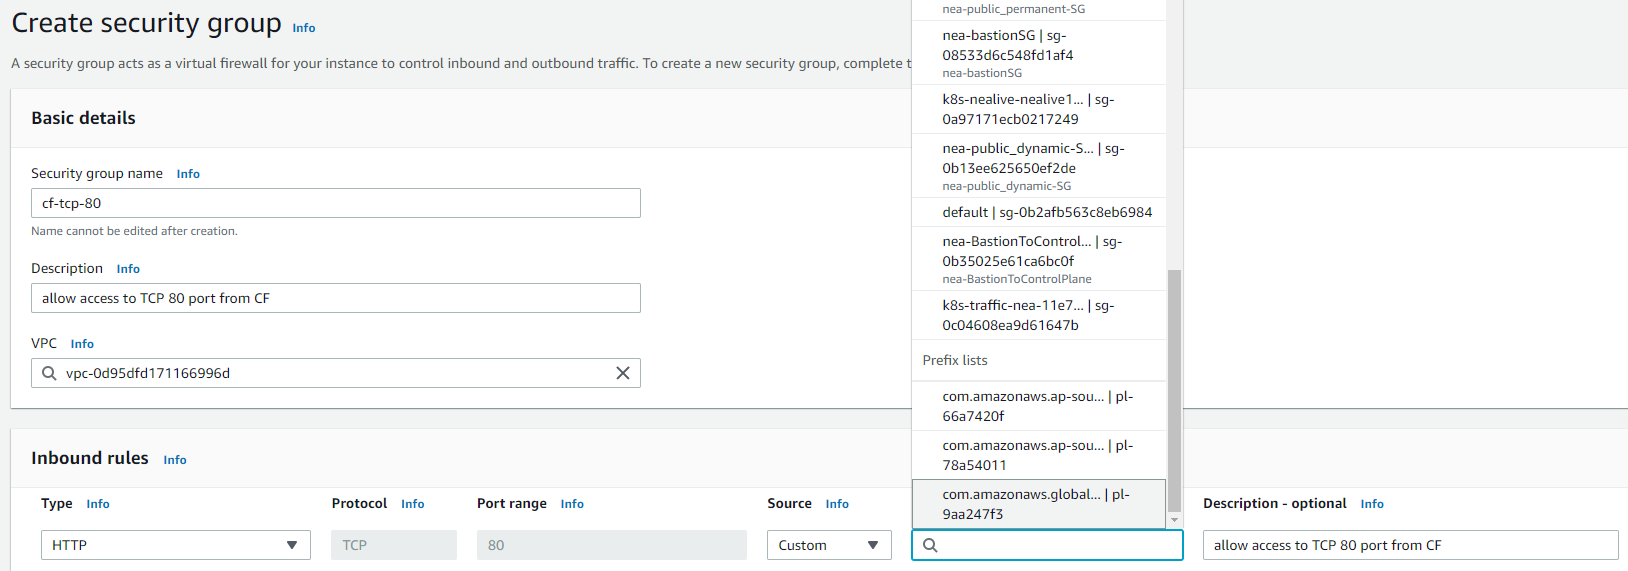 Create security group Info
A security group acts as a virtual firewall for your instance to control inbound and outbound traffic. To create a new security group, complete t
Basic details
Security group name Info
cf-tcp-80
Name cannot be edited after creation.
Description Info
allow access to TCP 80 port from CF
VPC Info
vpc-0d95dfd171166996d
nea-public_permanent-SG
nea-bastionSG | sg-
08533d6c548fd1af4
nea-bastionSG
k8s-nealive-nealive1... | sg-
0a97171ecb0217249
nea-public_dynamic-S... | sg-
0b13ee625650ef2de
nea-public_dynamic-SG
default | sg-0b2afb563c8eb6984
nea-BastionToControl... | sg-
0b35025e61ca6bc0f
nea-BastionToControlPlane
k8s-traffic-nea-11e7... | sg-
0c04608ea9d61647b
Prefix lists
com.amazonaws.ap-sou... | pl-
66a7420f
com.amazonaws.ap-sou... | pl-
78a54011
com.amazonaws.global... | pl-
9aa247f3
Inbound rules Info
Type Info Protocol Info Port range Info Source Info Description - optional Info
HTTP TCP 80 Custom allow access to TCP 80 port from CF